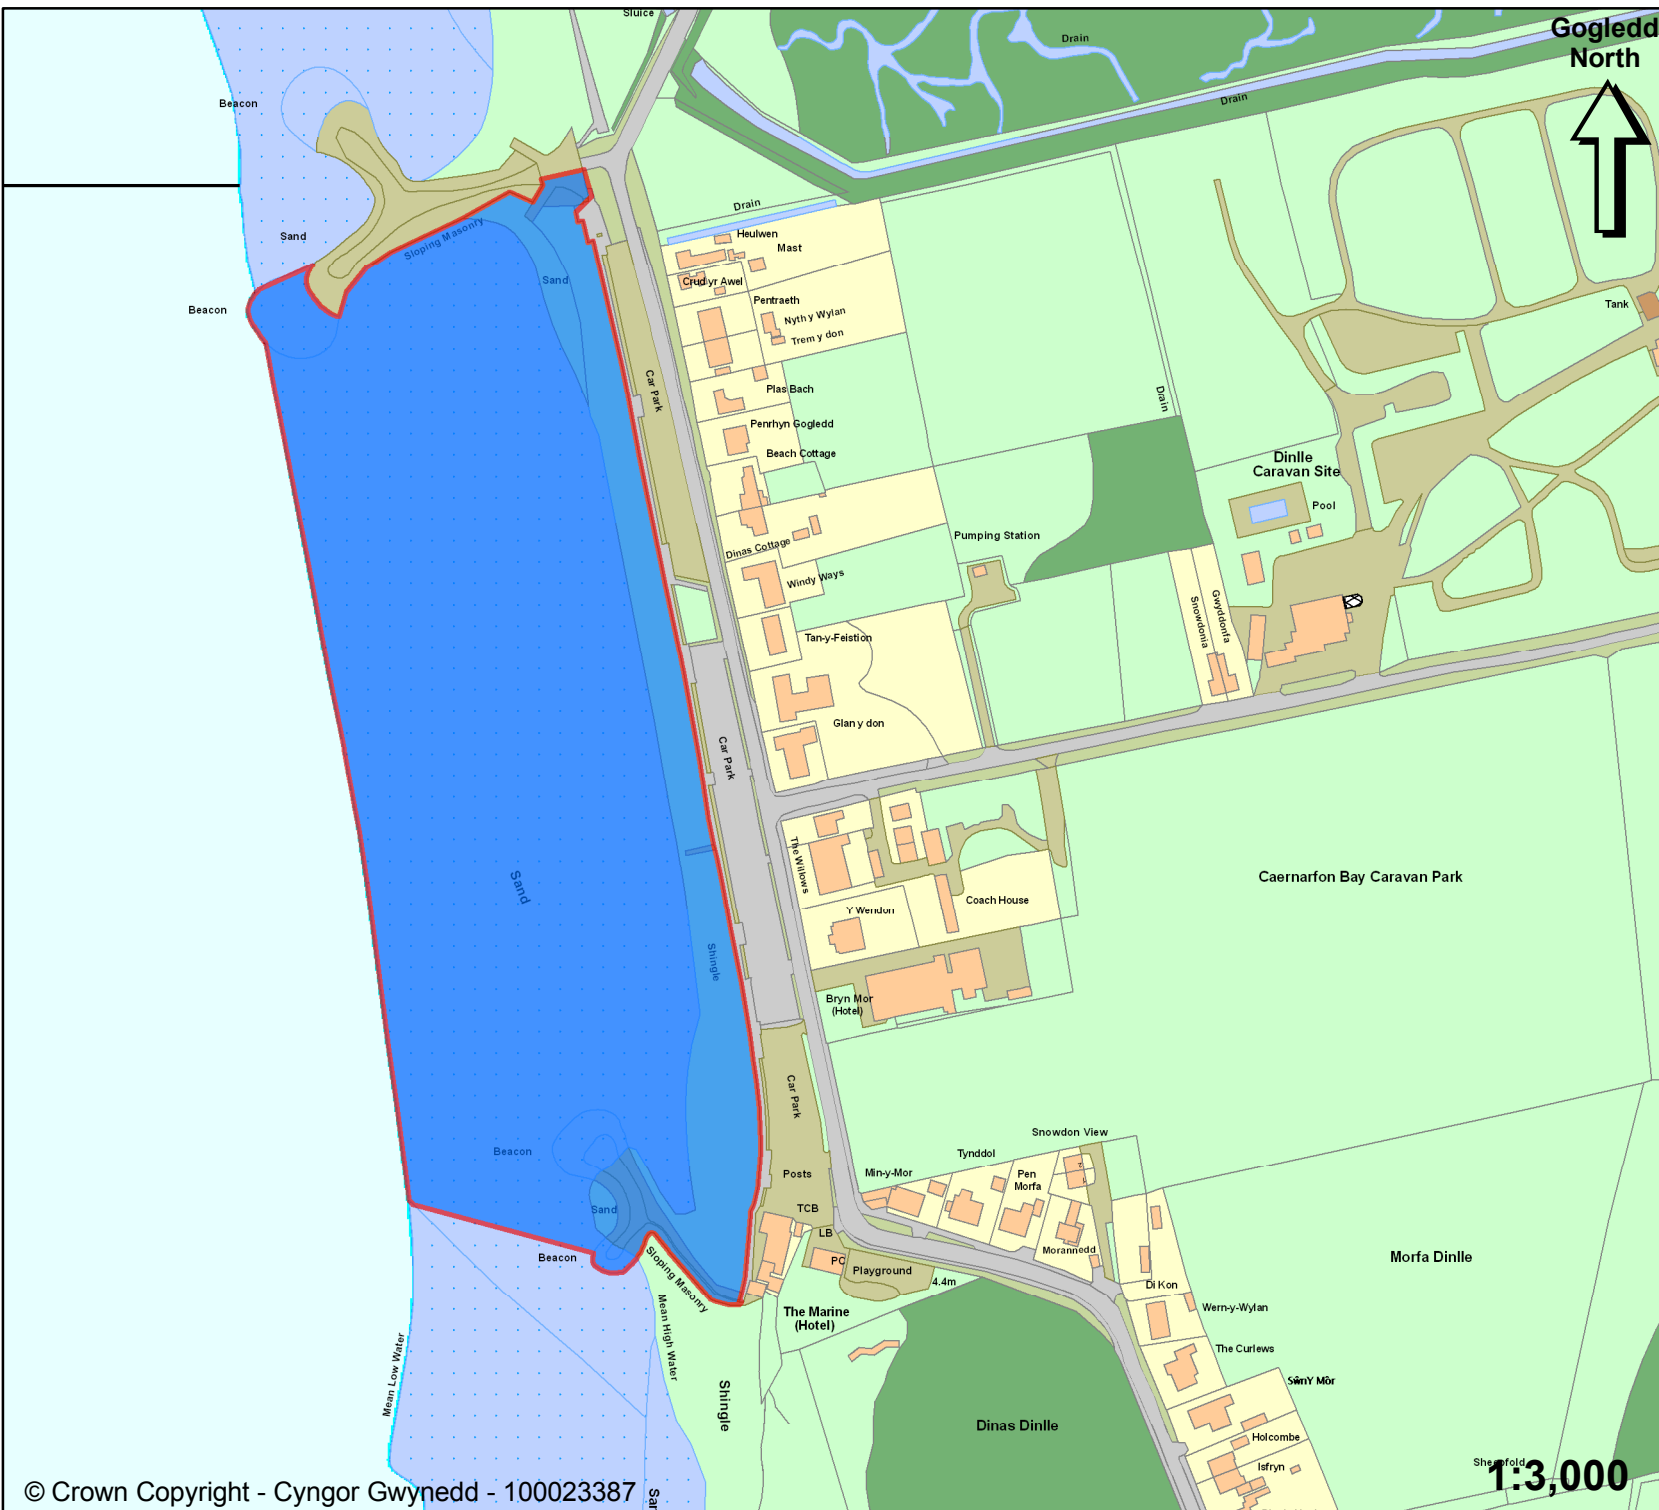 Sluice
Gogledd
North
Drain
Drain
Beacon
Drain
Sand
Sloping Masonry
Sand
Heulwen
Mast
Crud yr Awel
Beacon
Pentraeth
Nyth y Wylan
Trem y don
Tank
Car Park
Plas Bach
Drain
Penrhyn Gogledd
Beach Cottage
Dinlle
Caravan Site
Pool
Pumping Station
Dinas Cottage
Windy Ways
Snowdonia
Gwyddonfa
Tan-y-Feistion
Glan y don
Car Park
The Willows
Sand
Caernarfon Bay Caravan Park
Coach House
Y Wendon
Shingle
Bryn Mor
(Hotel)
Car Park
Beacon
Snowdon View
Tynddol
Min-y-Mor
Pen
Morfa
Posts
TCB
Sand
LB
PC
Playground
Morannedd
4.4m
Beacon
Sloping Masonry
Morfa Dinlle
Di Kon
Wern-y-Wylan
The Marine
(Hotel)
Mean High Water
Mean Low Water
The Curlews
Shingle
SŵnY Môr
Dinas Dinlle
Holcombe
Isfryn
Sheepfold
1:3,000
© Crown Copyright - Cyngor Gwynedd - 100023387